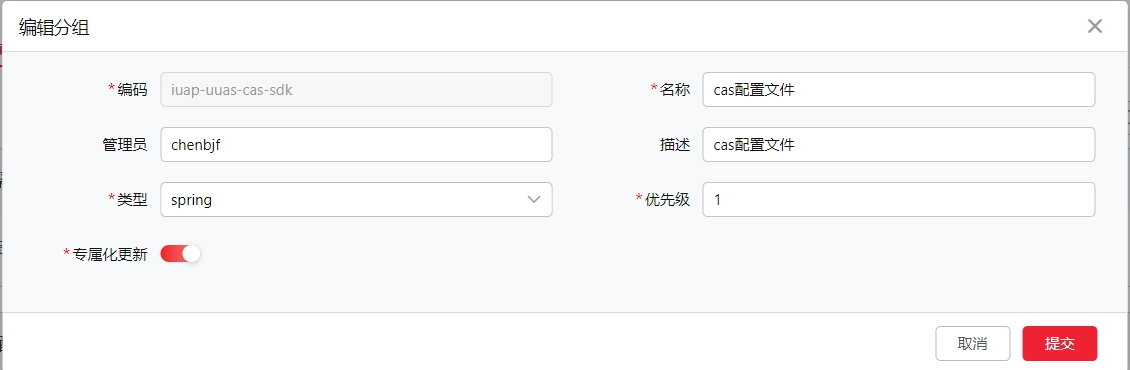 编辑分组
*编码 iuap-uuas-cas-sdk *名称 cas配置文件
管理员 chenbjf 描述 cas配置文件
*类型 spring *优先级 1
*专属化更新
取消 提交